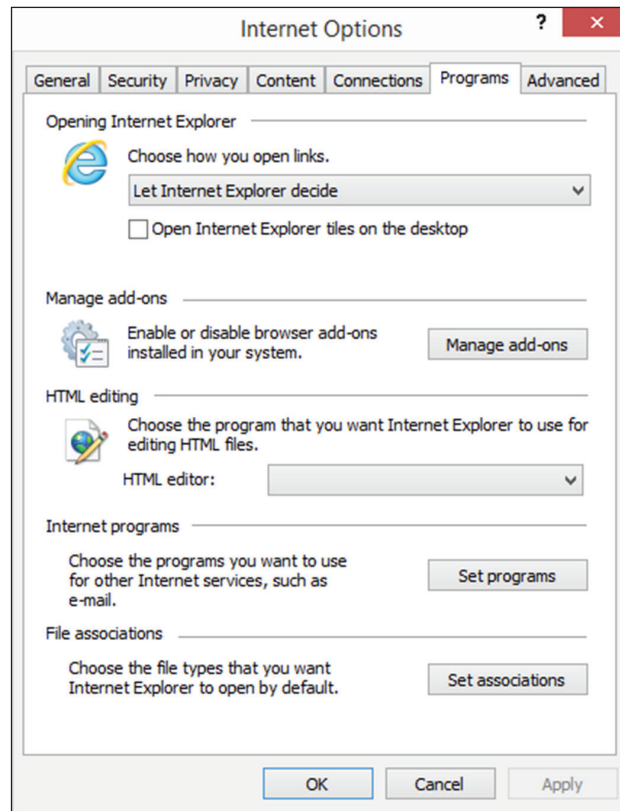 Internet Options
?
General Security Privacy Content Connections Programs Advanced
Opening Internet Explorer
Choose how you open links.
Let Internet Explorer decide
Open Internet Explorer tiles on the desktop
Manage add-ons
Enable or disable browser add-ons
installed in your system.
Manage add-ons
HTML editing
Choose the program that you want Internet Explorer to use for
editing HTML files.
HTML editor:
Internet programs
Choose the programs you want to use
for other Internet services, such as
e-mail.
Set programs
File associations
Choose the file types that you want
Internet Explorer to open by default.
Set associations
OK Cancel Apply